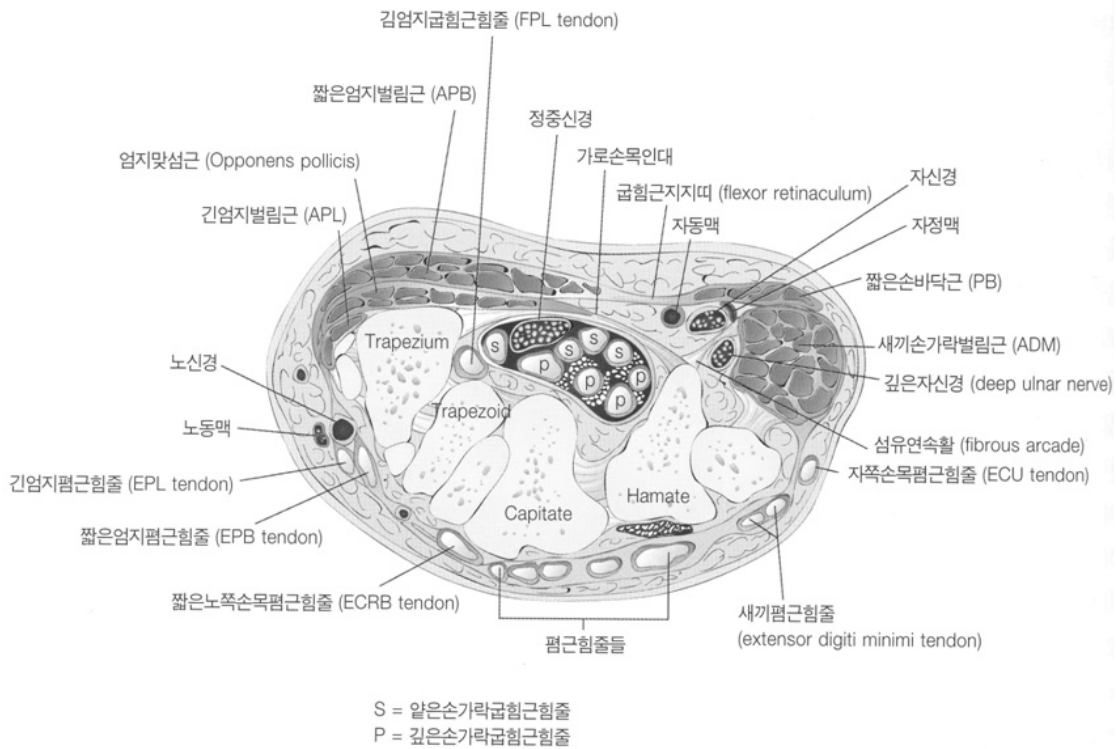 김엄지굽힘근힘줄 (FPL tendon)
짧은엄지벌림근 (APB)
정중신경
엄지맞섬근 (Opponens pollicis)
가로손목인대
자신경
굽힘근지지띠 (flexor retinaculum)
긴엄지벌림근 (APL)
자동맥
자정맥
짧은손바닥근 (PB)
Trapezium
S
S
S
S
새끼손가락벌림근 (ADM)
노신경
p
p
p
p
깊은자신경 (deep ulnar nerve)
Trapezoid
노동맥
섬유연속활 (fibrous arcade)
자쪽손목폄근힘줄 (ECU tendon)
긴엄지폄근힘줄 (EPL tendon)
Hamate
Capitate
짧은엄지폄근힘줄 (EPB tendon)
짧은노쪽손목폄근힘줄 (ECRB tendon)
새끼폄근힘줄
(extensor digiti minimi tendon)
폄근힘줄들
S = 얕은손가락굽힘근힘줄
P = 깊은손가락굽힘근힘줄